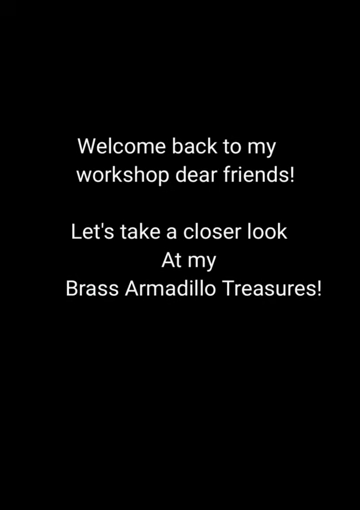 Welcome back to my
workshop dear friends!
Let's take a closer look
At my
Brass Armadillo Treasures!